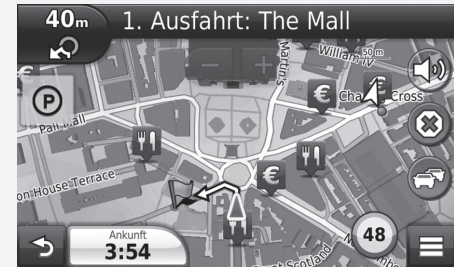 40m
1. Ausfahrt: The Mall
Martin's
William IV
50 m
Cha Cross
P
Pall Mall
on House Terrace
Ankunft
3:54
48
Scotland